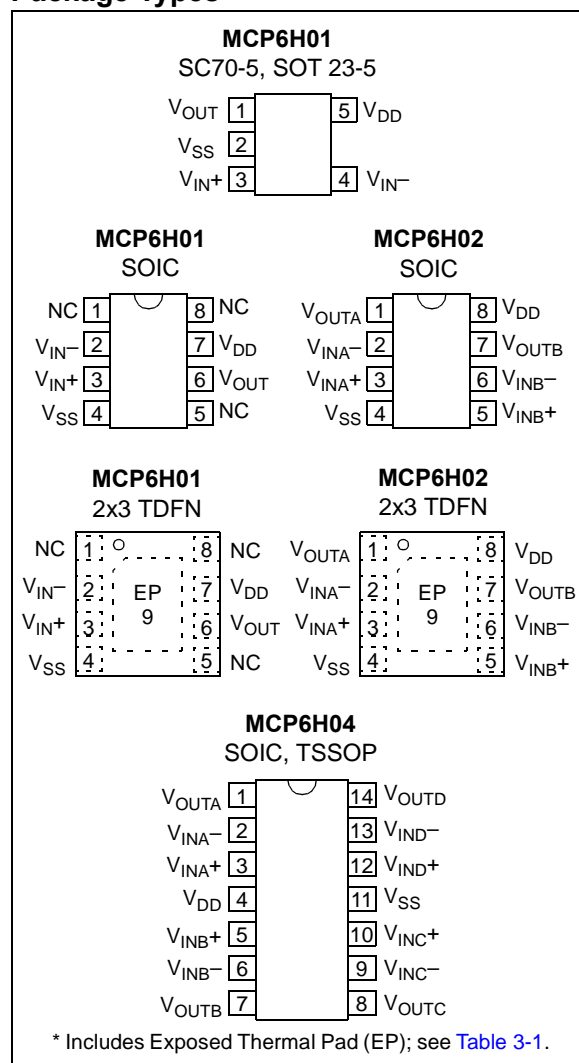 Package Types
MCP6H01
SC70-5, SOT 23-5
VOUT 1 5 VDD
VSS 2
VIN+ 3 4 VIN–
MCP6H01 MCP6H02
SOIC SOIC
NC 1 8 NC VOUTA 1 8 VDD
VIN– 2 7 VDD VINA– 2 7 VOUTB
VIN+ 3 6 VOUT VINA+ 3 6 VINB–
VSS 4 5 NC VSS 4 5 VINB+
MCP6H01 MCP6H02
2x3 TDFN 2x3 TDFN
NC 1 8 NC VOUTA 1 8 VDD
VIN– 2 EP 7 VDD VINA– 2 EP 7 VOUTB
VIN+ 3 9 6 VOUT VINA+ 3 9 6 VINB–
VSS 4 5 NC VSS 4 5 VINB+
MCP6H04
SOIC, TSSOP
VOUTA 1 14 VOUTD
VINA– 2 13 VIND–
VINA+ 3 12 VIND+
VDD 4 11 VSS
VINB+ 5 10 VINC+
VINB– 6 9 VINC–
VOUTB 7 8 VOUTC
* Includes Exposed Thermal Pad (EP); see Table 3-1.